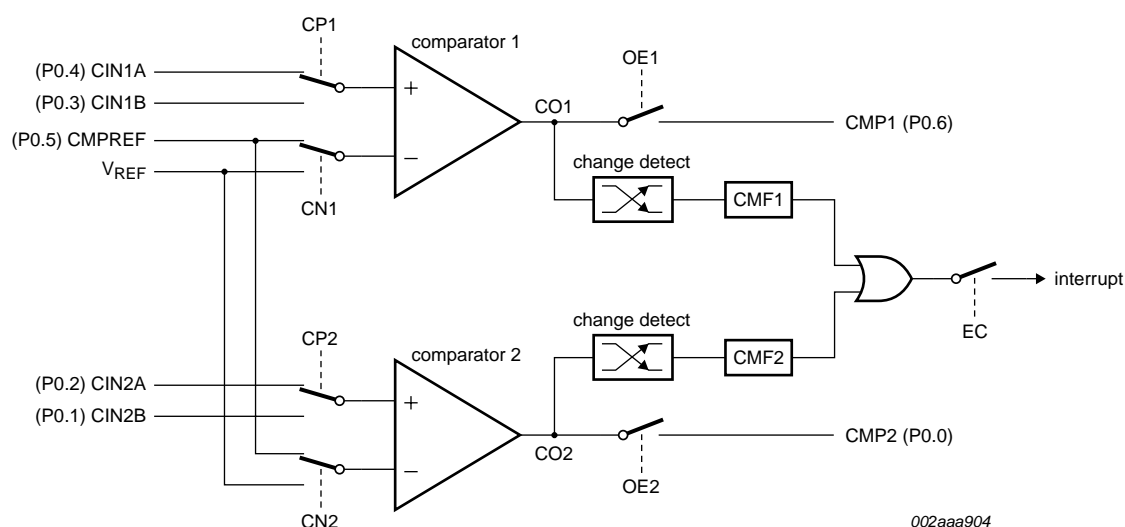 CP1
comparator 1
OE1
(P0.4) CIN1A
(P0.3) CIN1B
+
CO1
CMP1 (P0.6)
(P0.5) CMPREF
VREF
−
change detect
CN1
CMF1
interrupt
EC
change detect
CP2
comparator 2
CMF2
(P0.2) CIN2A
(P0.1) CIN2B
+
CO2
CMP2 (P0.0)
−
OE2
CN2
002aaa904